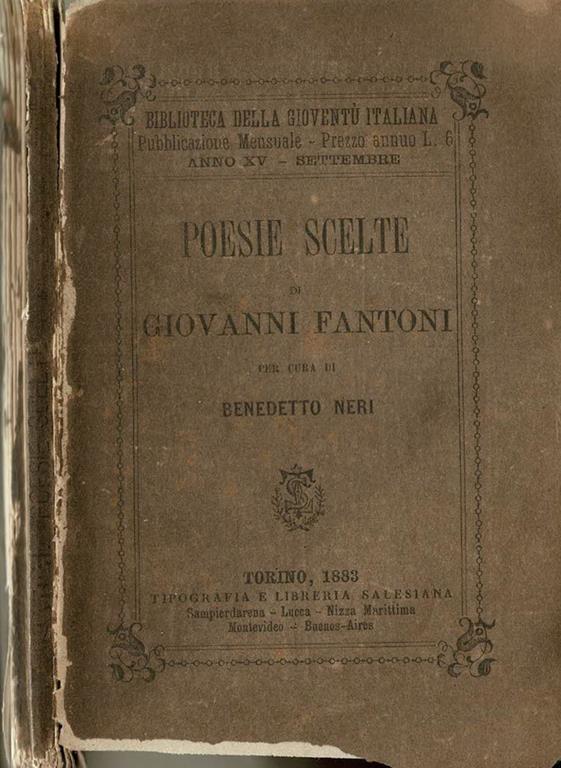 BIBLIOTECA DELLA GIOVENTÙ ITALIANA
Pubblicazione Mensuale - Prezzo annuo L. 6
ANNO XV - SETTEMBRE
POESIE SCELTE
DI
GIOVANNI FANTONI
PER CURA DI
BENEDETTO NERI
TORINO, 1883
TIPOGRAFIA E LIBRERIA SALESIANA
Sampierdarena - Lucca - Nizza Marittima
Montevideo - Buenos-Aires